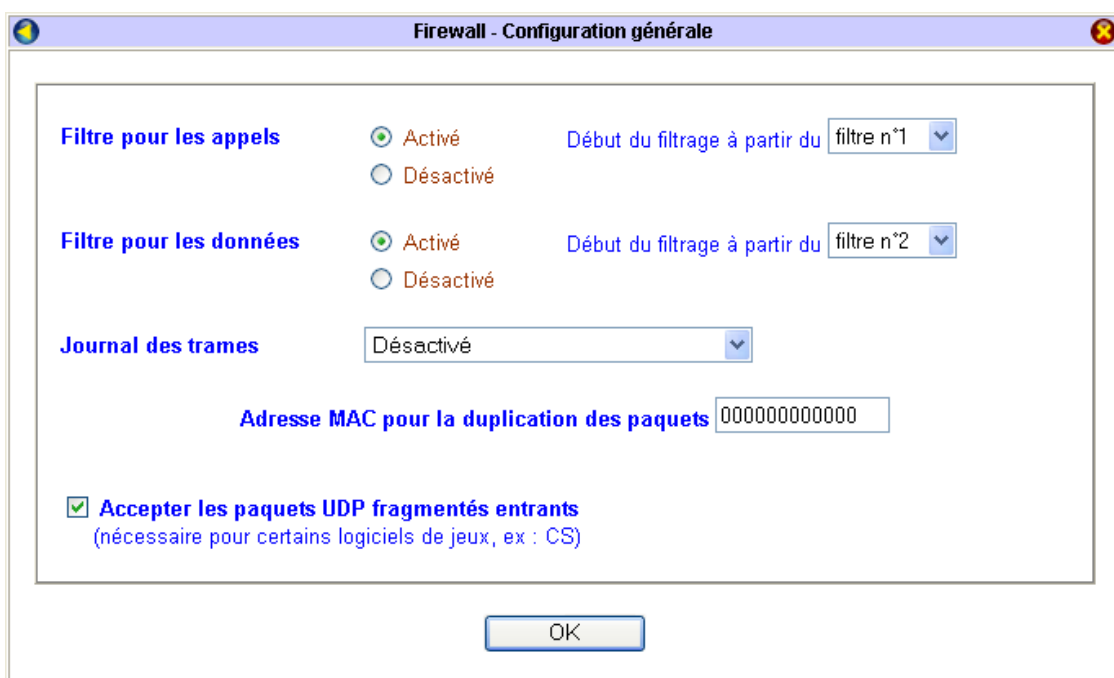 Firewall - Configuration générale
Filtre pour les appels
Activé
Début du filtrage à partir du
filtre n°1
Désactivé
Filtre pour les données
Activé
Début du filtrage à partir du
filtre n°2
Désactivé
Journal des trames
Désactivé
Adresse MAC pour la duplication des paquets
000000000000
Accepter les paquets UDP fragmentés entrants
(nécessaire pour certains logiciels de jeux, ex : CS)
OK